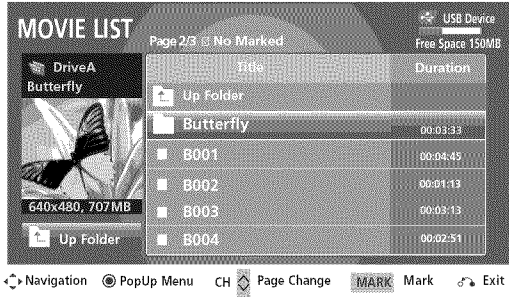 MOVIE LIST
Page 2/3 No Marked
USB Device
Free Space 150MB
DriveA
Butterfly
640x480, 707MB
Up Folder
Title Duration
Up Folder
Butterfly 00:03:33
B001 00:04:45
B002 00:01:13
B003 00:03:13
B004 00:02:51
Navigation PopUp Menu CH Page Change MARK Mark Exit